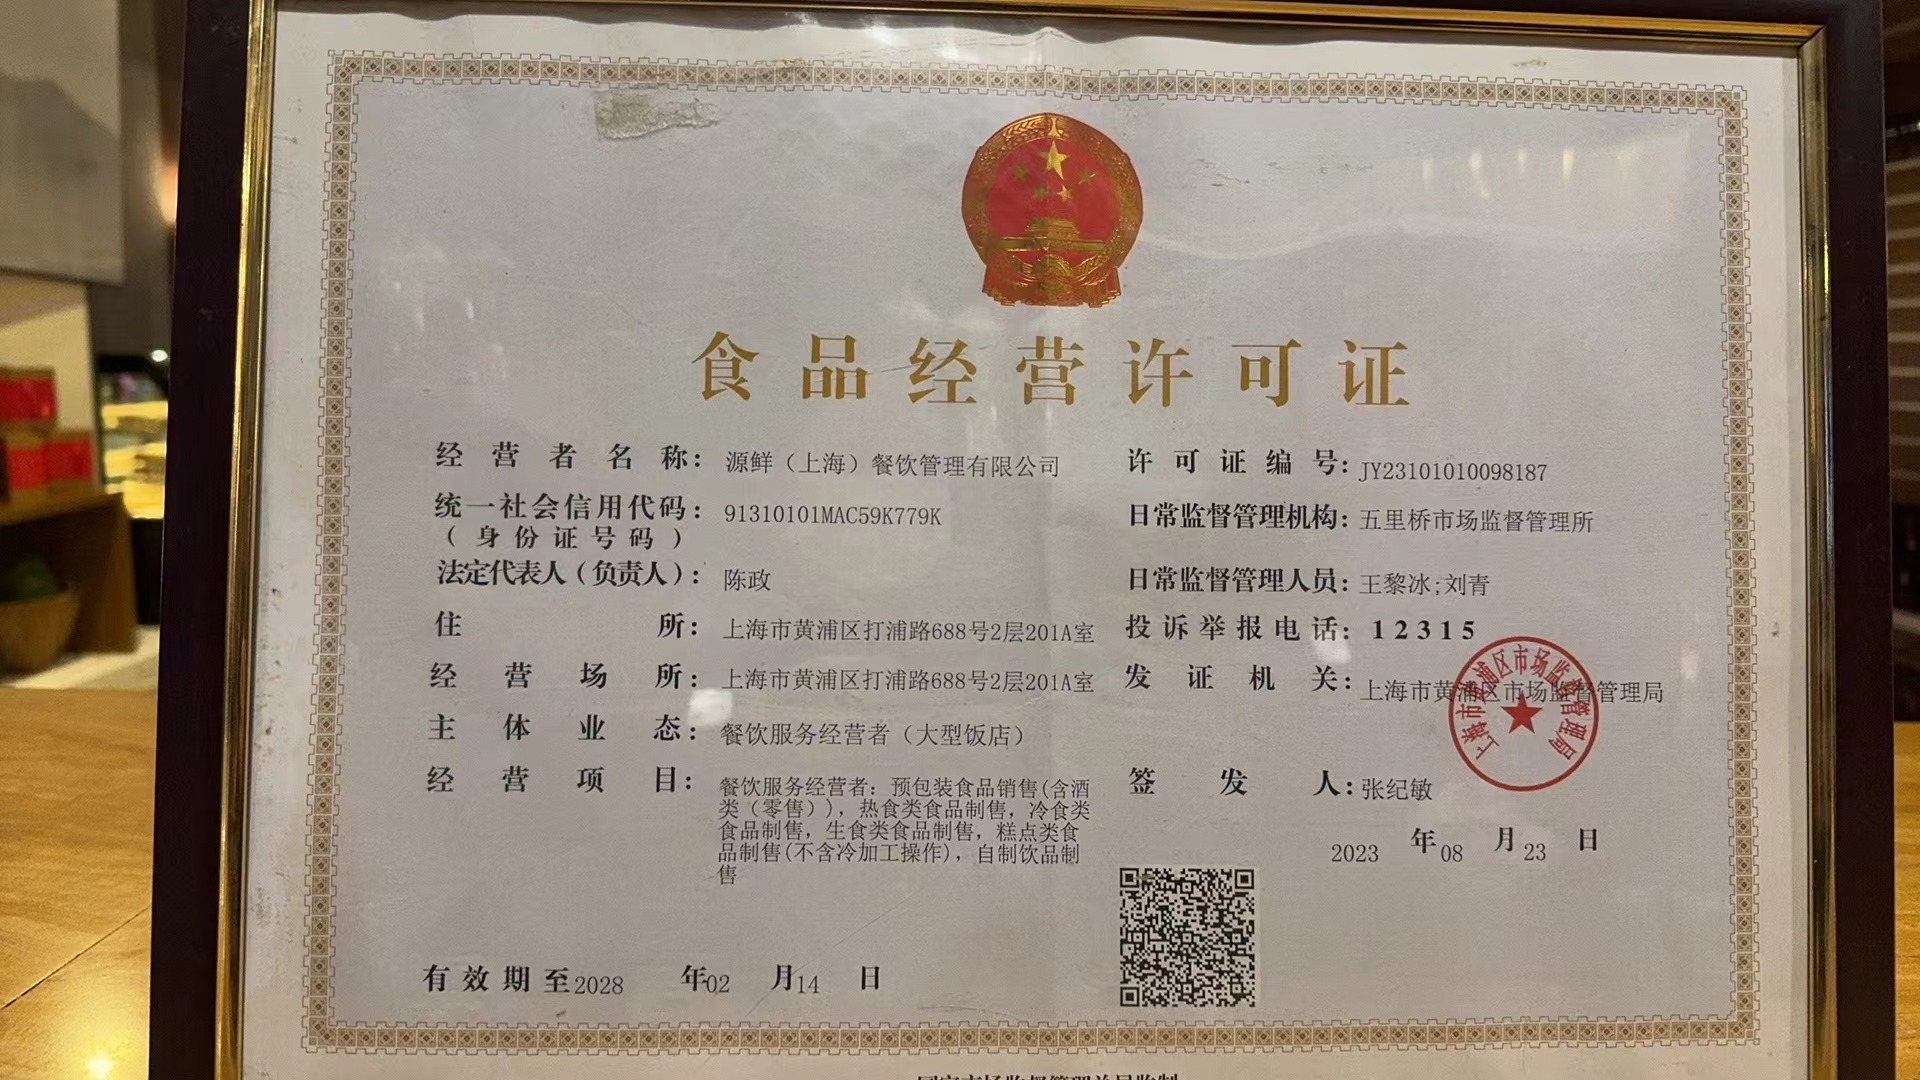 食品经营许可证
经营者名称：源鲜（上海）餐饮管理有限公司
统一社会信用代码：91310101MAC59K779K
（身份证号码）
法定代表人（负责人）：陈政
住所：上海市黄浦区打浦路688号2层201A室
经营场所：上海市黄浦区打浦路688号2层201A室
主体业态：餐饮服务经营者（大型饭店）
经营项目：餐饮服务经营者：预包装食品销售(含酒
类（零售）)，热食类食品制售，冷食类
食品制售，生食类食品制售，糕点类食
品制售(不含冷加工操作)，自制饮品制
售
有效期至2028年02月14日
许可证编号：JY23101010098187
日常监督管理机构：五里桥市场监督管理所
日常监督管理人员：王黎冰;刘青
投诉举报电话：12315
发证机关：上海市黄浦区市场监督管理局
上海市黄浦区市场监督管理局
签发人：张纪敏
2023年08月23日
国家市场监督管理总局监制